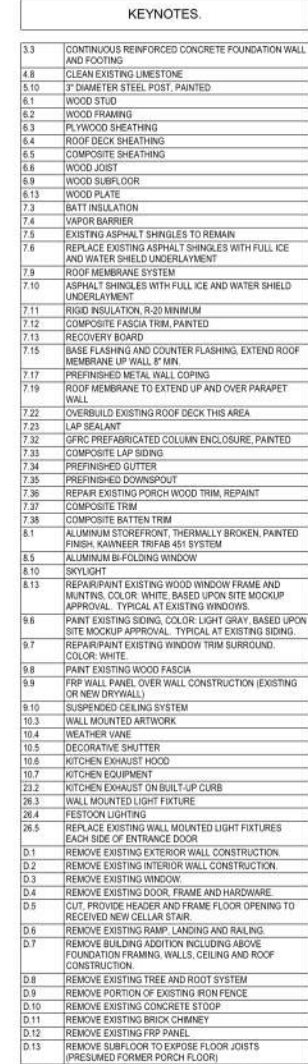 KEYNOTES.
3.3 CONTINUOUS REINFORCED CONCRETE FOUNDATION WALL
AND FOOTING
4.8 CLEAN EXISTING LIMESTONE
5.10 3" DIAMETER STEEL POST, PAINTED
6.1 WOOD STUD
6.2 WOOD FRAMING
6.3 PLYWOOD SHEATHING
6.4 ROOF DECK SHEATHING
6.5 COMPOSITE SHEATHING
6.6 WOOD JOIST
6.9 WOOD SUBFLOOR
6.13 WOOD PLATE
7.3 BATT INSULATION
7.4 VAPOR BARRIER
7.5 EXISTING ASPHALT SHINGLES TO REMAIN
7.6 REPLACE EXISTING ASPHALT SHINGLES WITH FULL ICE
AND WATER SHIELD UNDERLAYMENT
7.9 ROOF MEMBRANE SYSTEM
7.10 ASPHALT SHINGLES WITH FULL ICE AND WATER SHIELD
UNDERLAYMENT
7.11 RIGID INSULATION, R-20 MINIMUM
7.12 COMPOSITE FASCIA TRIM, PAINTED
7.13 RECOVERY BOARD
7.15 BASE FLASHING AND COUNTER FLASHING, EXTEND ROOF
MEMBRANE UP WALL 8" MIN.
7.17 PREFINISHED METAL WALL COPING
7.19 ROOF MEMBRANE TO EXTEND UP AND OVER PARAPET
WALL
7.22 OVERBUILD EXISTING ROOF DECK THIS AREA
7.23 LAP SEALANT
7.32 GFRC PREFABRICATED COLUMN ENCLOSURE, PAINTED
7.33 COMPOSITE LAP SIDING
7.34 PREFINISHED GUTTER
7.35 PREFINISHED DOWNSPOUT
7.36 REPAIR EXISTING PORCH WOOD TRIM, REPAINT
7.37 COMPOSITE TRIM
7.38 COMPOSITE BATTEN TRIM
8.1 ALUMINUM STOREFRONT, THERMALLY BROKEN, PAINTED
FINISH, KAWNEER TRIFAB 451 SYSTEM
8.5 ALUMINUM BI-FOLDING WINDOW
8.10 SKYLIGHT
8.13 REPAIR/PAINT EXISTING WOOD WINDOW FRAME AND
MUNTINS, COLOR: WHITE, BASED UPON SITE MOCKUP
APPROVAL. TYPICAL AT EXISTING WINDOWS.
9.6 PAINT EXISTING SIDING, COLOR: LIGHT GRAY, BASED UPON
SITE MOCKUP APPROVAL. TYPICAL AT EXISTING SIDING.
9.7 REPAIR/PAINT EXISTING WINDOW TRIM SURROUND.
COLOR: WHITE.
9.8 PAINT EXISTING WOOD FASCIA
9.9 FRP WALL PANEL OVER WALL CONSTRUCTION (EXISTING
OR NEW DRYWALL)
9.10 SUSPENDED CEILING SYSTEM
10.3 WALL MOUNTED ARTWORK
10.4 WEATHER VANE
10.5 DECORATIVE SHUTTER
10.6 KITCHEN EXHAUST HOOD
10.7 KITCHEN EQUIPMENT
23.2 KITCHEN EXHAUST ON BUILT-UP CURB
26.3 WALL MOUNTED LIGHT FIXTURE
26.4 FESTOON LIGHTING
26.5 REPLACE EXISTING WALL MOUNTED LIGHT FIXTURES
EACH SIDE OF ENTRANCE DOOR
D.1 REMOVE EXISTING EXTERIOR WALL CONSTRUCTION.
D.2 REMOVE EXISTING INTERIOR WALL CONSTRUCTION.
D.3 REMOVE EXISTING WINDOW.
D.4 REMOVE EXISTING DOOR, FRAME AND HARDWARE.
D.5 CUT, PROVIDE HEADER AND FRAME FLOOR OPENING TO
RECEIVED NEW CELLAR STAIR.
D.6 REMOVE EXISTING RAMP, LANDING AND RAILING.
D.7 REMOVE BUILDING ADDITION INCLUDING ABOVE
FOUNDATION FRAMING, WALLS, CEILING AND ROOF
CONSTRUCTION.
D.8 REMOVE EXISTING TREE AND ROOT SYSTEM
D.9 REMOVE PORTION OF EXISTING IRON FENCE
D.10 REMOVE EXISTING CONCRETE STOOP
D.11 REMOVE EXISTING BRICK CHIMNEY
D.12 REMOVE EXISTING FRP PANEL
D.13 REMOVE SUBFLOOR TO EXPOSE FLOOR JOISTS
(PRESUMED FORMER PORCH FLOOR)